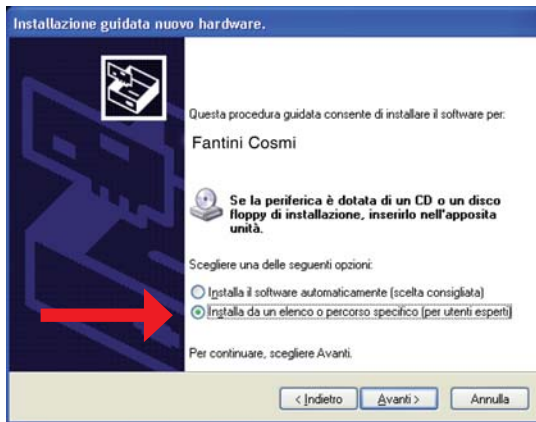 Installazione guidata nuovo hardware.
Questa procedura guidata consente di installare il software per:
Fantini Cosmi
Se la periferica è dotata di un CD o un disco
floppy di installazione, inserirlo nell'apposita
unità.
Scegliere una delle seguenti opzioni:
Installa il software automaticamente (scelta consigliata)
Installa da un elenco o percorso specifico (per utenti esperti)
Per continuare, scegliere Avanti.
< Indietro Avanti > Annulla